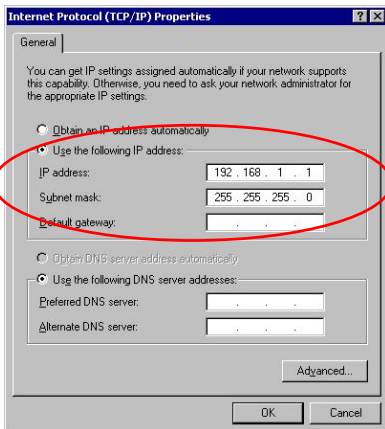 Internet Protocol (TCP/IP) Properties
General
You can get IP settings assigned automatically if your network supports
this capability. Otherwise, you need to ask your network administrator for
the appropriate IP settings.
Obtain an IP address automatically
Use the following IP address:
IP address: 192 . 168 . 1 . 1
Subnet mask: 255 . 255 . 255 . 0
Default gateway: . . .
Obtain DNS server address automatically
Use the following DNS server addresses:
Preferred DNS server: . . .
Alternate DNS server: . . .
Advanced...
OK Cancel